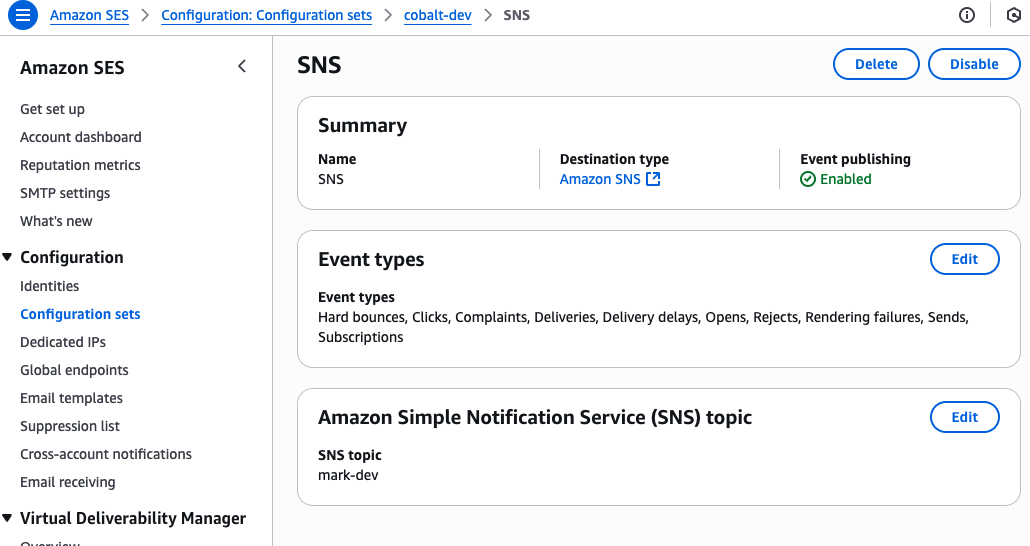 Amazon SES > Configuration: Configuration sets > cobalt-dev > SNS
Amazon SES
Get set up
Account dashboard
Reputation metrics
SMTP settings
What's new
Configuration
Identities
Configuration sets
Dedicated IPs
Global endpoints
Email templates
Suppression list
Cross-account notifications
Email receiving
Virtual Deliverability Manager
Overview
SNS
Delete
Disable
Summary
Name
SNS
Destination type
Amazon SNS
Event publishing
Enabled
Event types
Edit
Event types
Hard bounces, Clicks, Complaints, Deliveries, Delivery delays, Opens, Rejects, Rendering failures, Sends,
Subscriptions
Amazon Simple Notification Service (SNS) topic
Edit
SNS topic
mark-dev